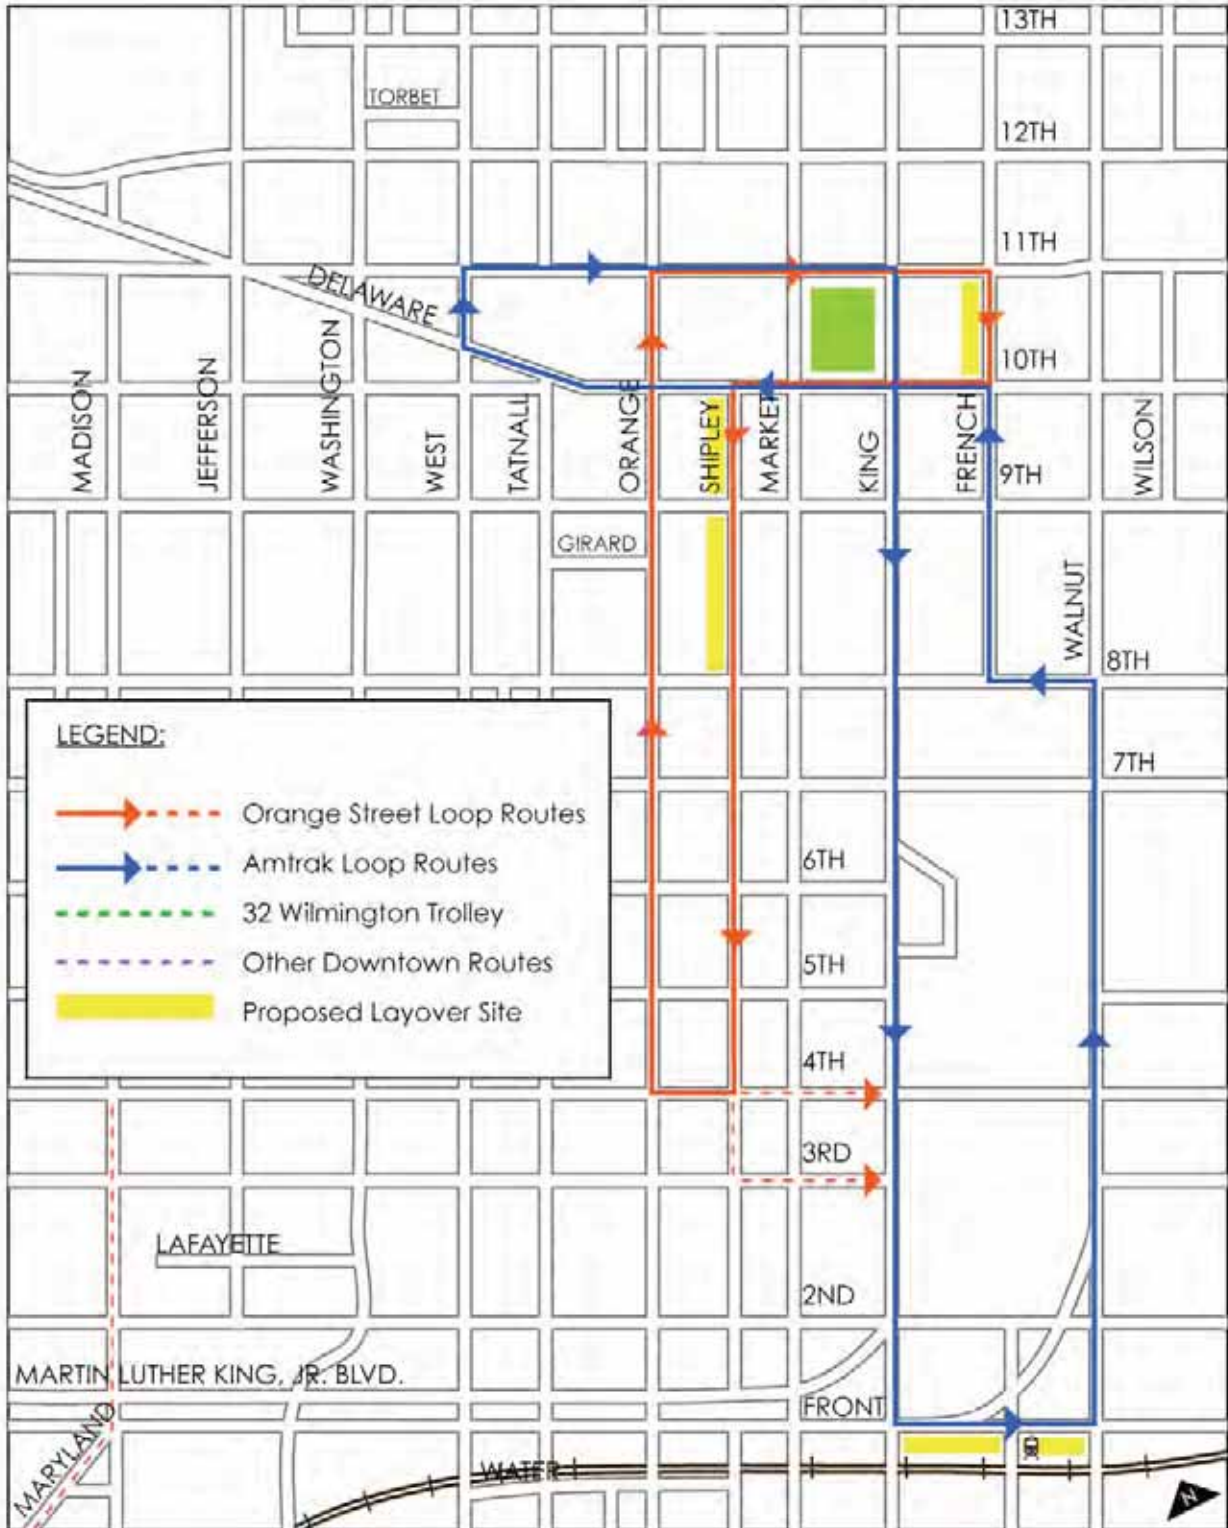 13TH
TORBET
12TH
11TH
DELAWARE
10TH
MADISON
JEFFERSON
WASHINGTON
WEST
TATNALL
ORANGE
SHIPLEY
MARKET
KING
FRENCH
9TH
WILSON
GIRARD
WALNUT
8TH
LEGEND:
Orange Street Loop Routes
Amtrak Loop Routes
32 Wilmington Trolley
Other Downtown Routes
Proposed Layover Site
7TH
6TH
5TH
4TH
3RD
LAFAYETTE
2ND
MARTIN LUTHER KING, JR. BLVD.
FRONT
MARYLAND
WATER
N